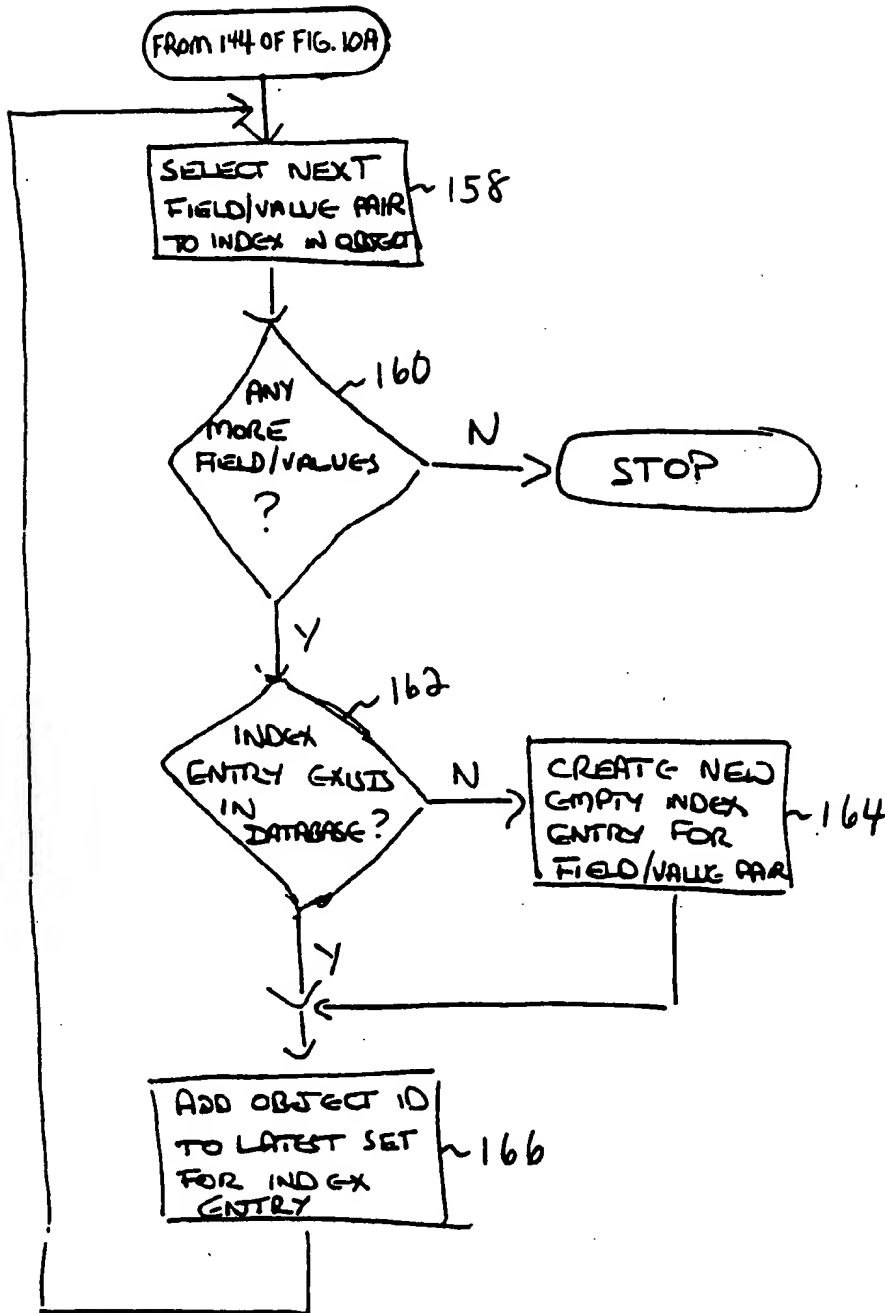 FROM 144 OF FIG. 10A
SELECT NEXT
FIELD/VALUE PAIR
TO INDEX IN OBJECT
158
160
ANY
MORE
FIELD/VALUES
?
N
STOP
Y
162
INDEX
ENTRY EXISTS
IN
DATABASE?
N
CREATE NEW
EMPTY INDEX
ENTRY FOR
FIELD/VALUE PAIR
164
Y
ADD OBJECT ID
TO LATEST SET
FOR INDEX
ENTRY
166